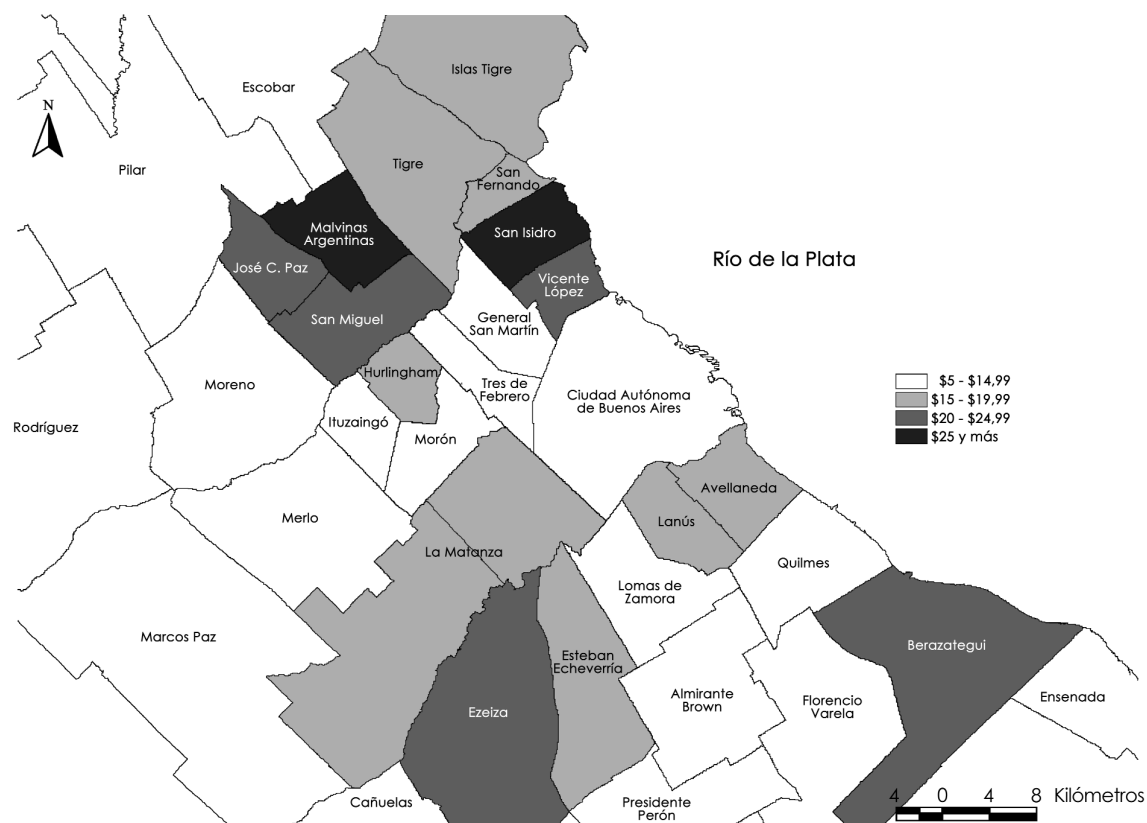 Islas Tigre
Escobar
N
Pilar
Tigre
San
Fernando
Malvinas
Argentinas
San Isidro
José C. Paz
Río de la Plata
Vicente
López
San Miguel
General
San Martín
Hurlingham
Moreno
Tres de
Febrero
Ciudad Autónoma
de Buenos Aires
$5 - $14,99
$15 - $19,99
$20 - $24,99
$25 y más
Rodríguez
Ituzaingó
Morón
Avellaneda
Merlo
Lanús
La Matanza
Quilmes
Lomas de
Zamora
Marcos Paz
Esteban
Echeverría
Berazategui
Almirante
Brown
Florencio
Varela
Ensenada
Ezeiza
Cañuelas
Presidente
Perón
4 0 4 8 Kilómetros